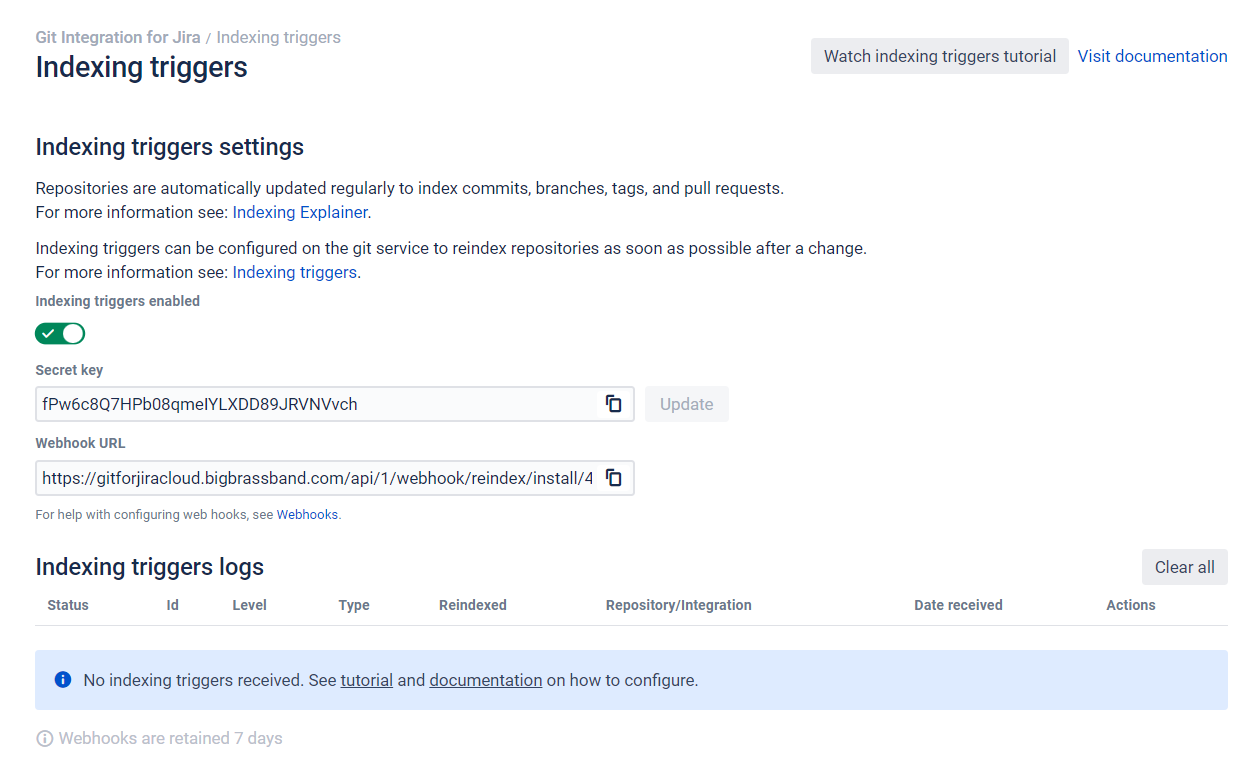 Git Integration for Jira / Indexing triggers
Indexing triggers
Watch indexing triggers tutorial
Visit documentation
Indexing triggers settings
Repositories are automatically updated regularly to index commits, branches, tags, and pull requests.
For more information see: Indexing Explainer.
Indexing triggers can be configured on the git service to reindex repositories as soon as possible after a change.
For more information see: Indexing triggers.
Indexing triggers enabled
Secret key
fPw6c8Q7HPb08qmeIYLXDD89JRVNVvch
Update
Webhook URL
https://gitforjiracloud.bigbrassband.com/api/1/webhook/reindex/install/4
For help with configuring web hooks, see Webhooks.
Indexing triggers logs
Clear all
Status Id Level Type Reindexed Repository/Integration Date received Actions
No indexing triggers received. See tutorial and documentation on how to configure.
Webhooks are retained 7 days